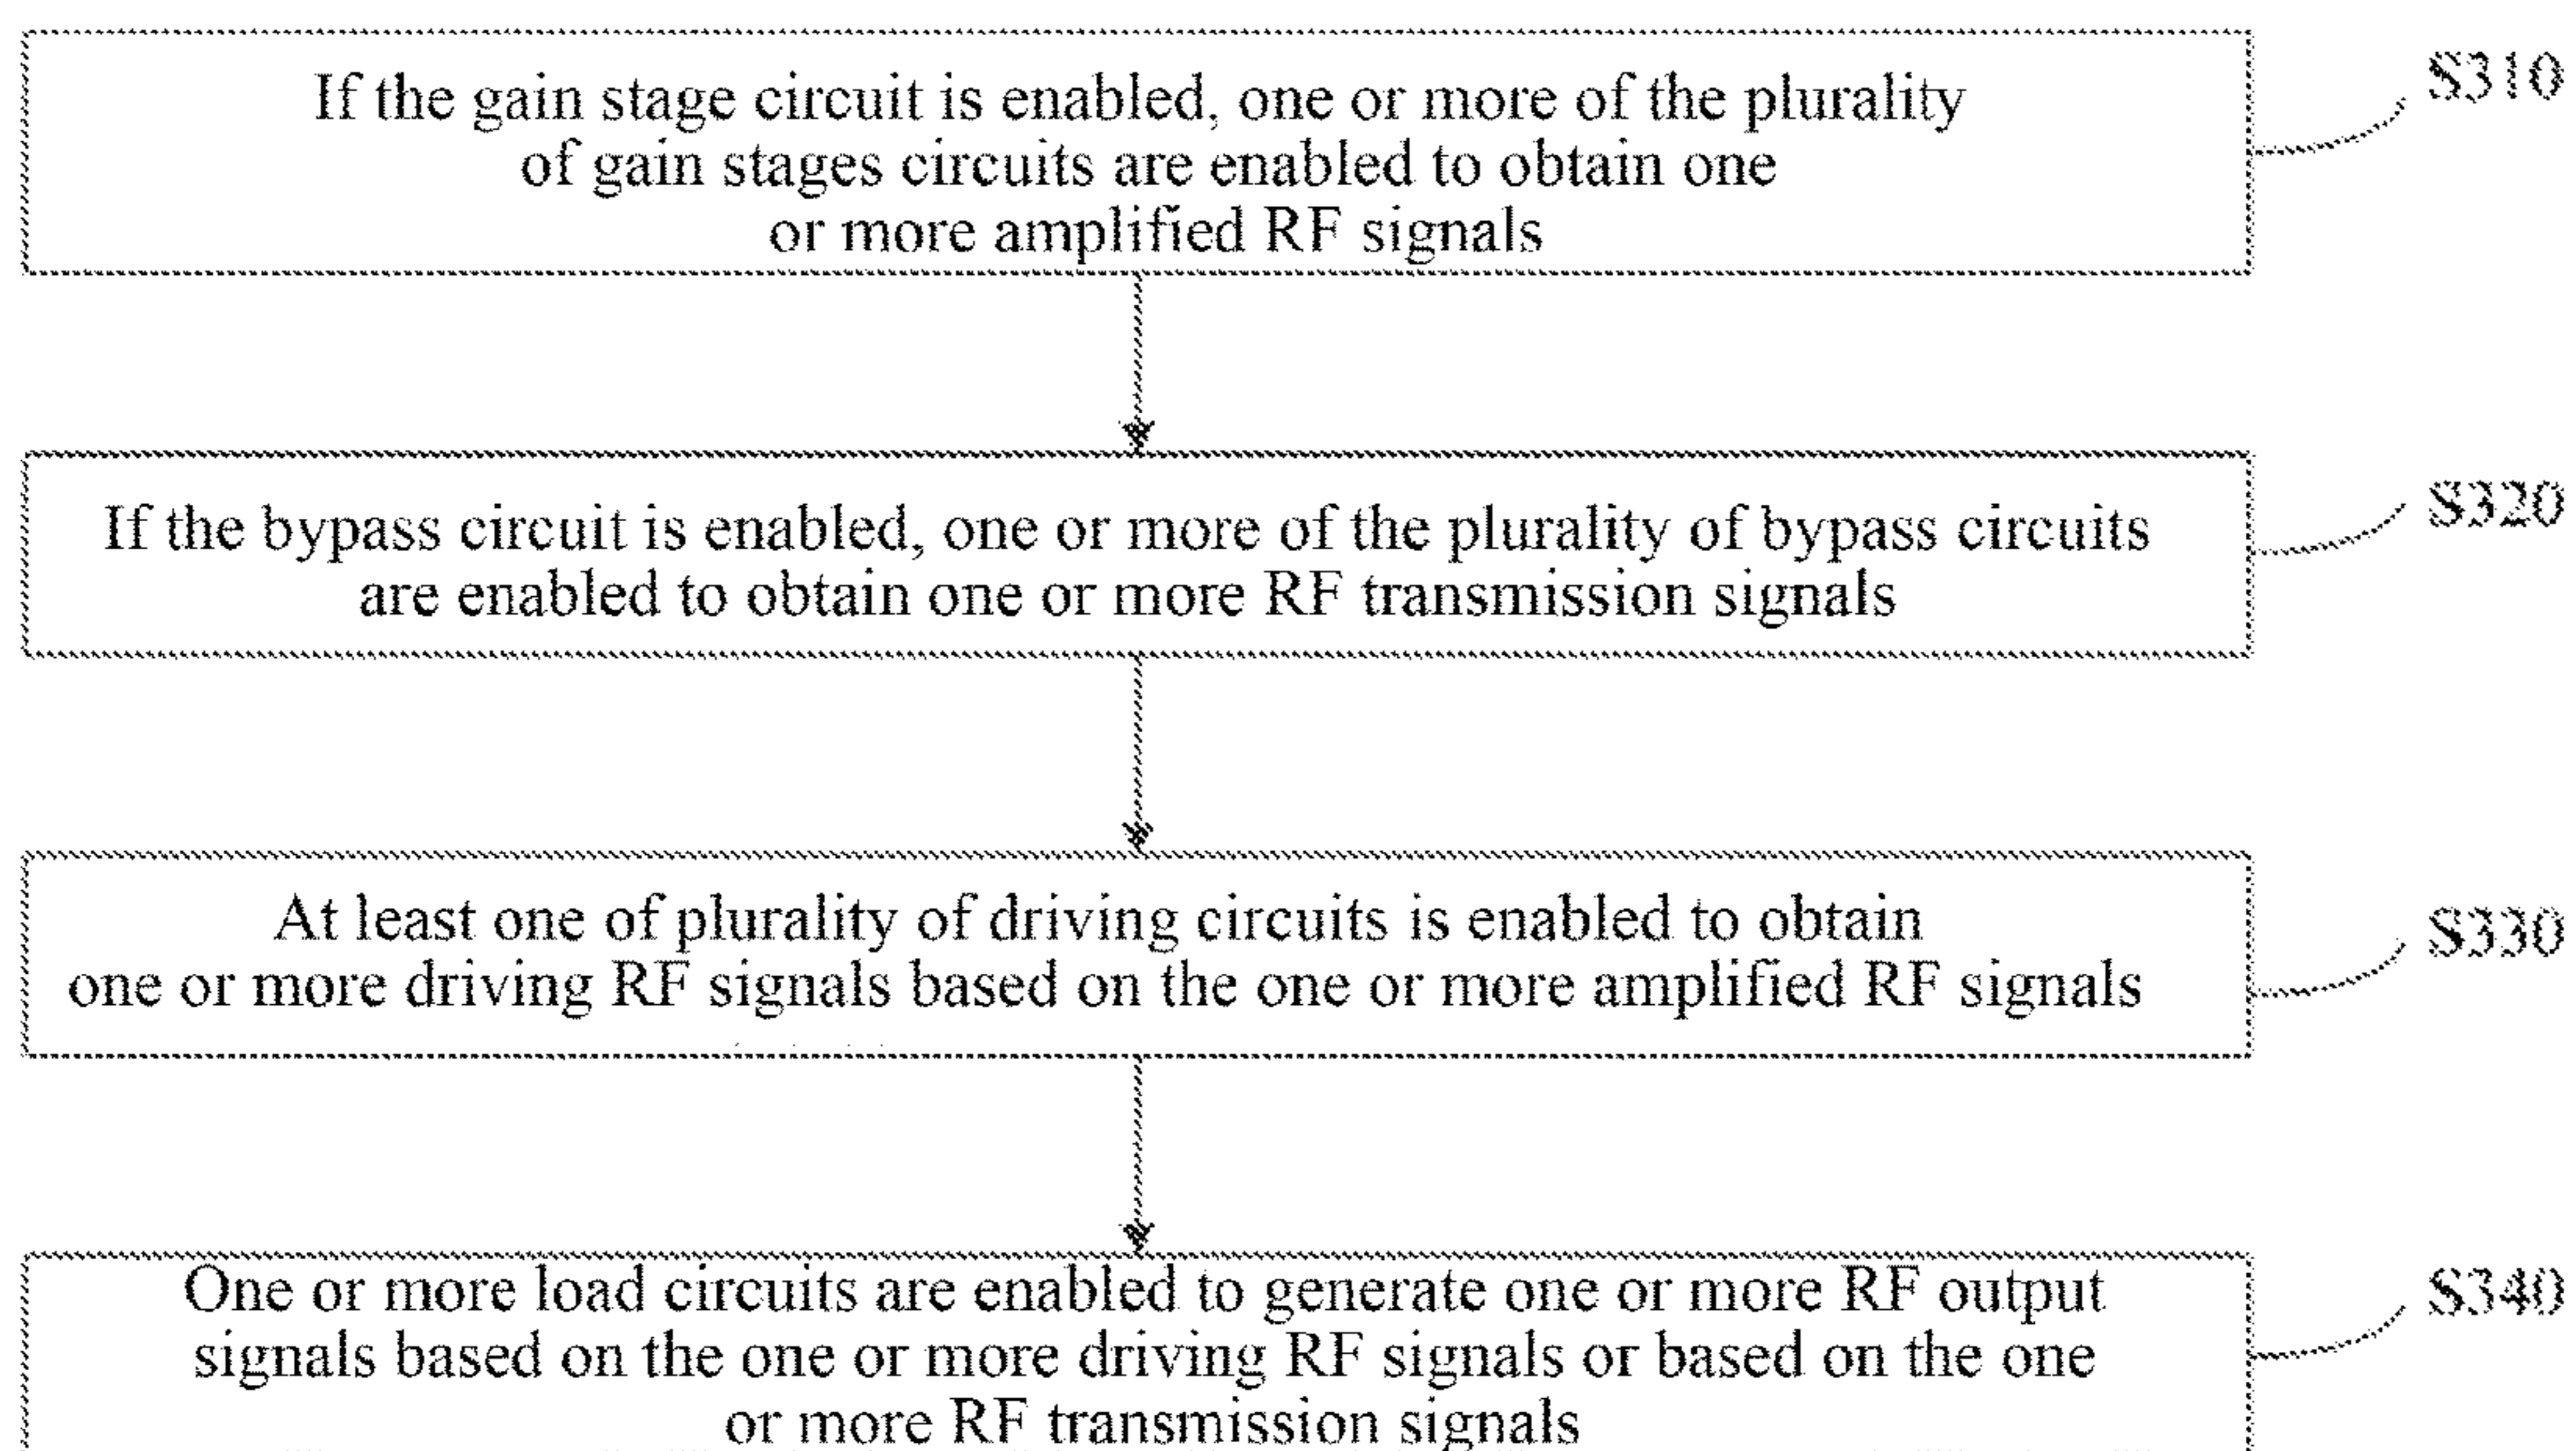 If the gain stage circuit is enabled, one or more of the plurality
of gain stages circuits are enabled to obtain one
or more amplified RF signals
S310
If the bypass circuit is enabled, one or more of the plurality of bypass circuits
are enabled to obtain one or more RF transmission signals
S320
At least one of plurality of driving circuits is enabled to obtain
one or more driving RF signals based on the one or more amplified RF signals
S330
One or more load circuits are enabled to generate one or more RF output
signals based on the one or more driving RF signals or based on the one
or more RF transmission signals
S340